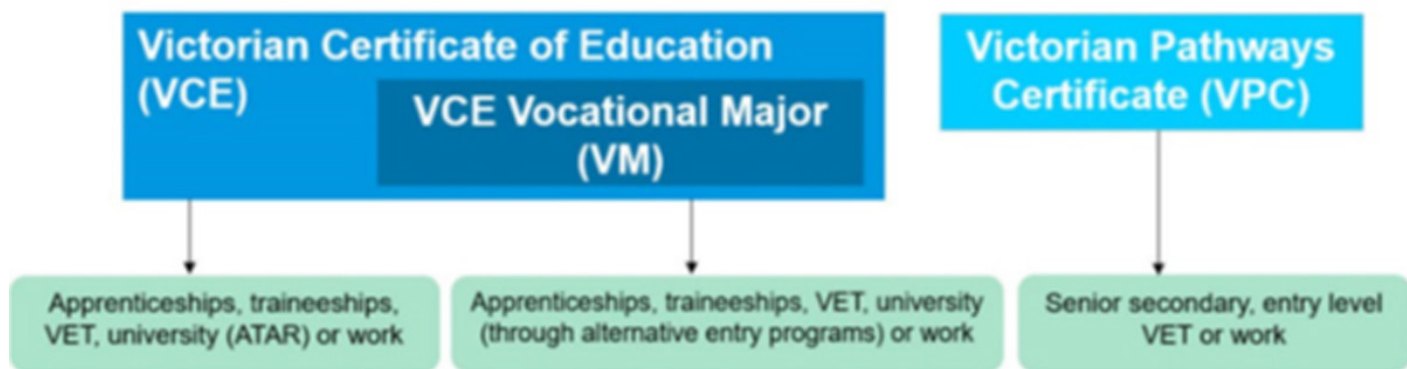 Victorian Certificate of Education
(VCE)
VCE Vocational Major
(VM)
Victorian Pathways
Certificate (VPC)
Apprenticeships, traineeships,
VET, university (ATAR) or work
Apprenticeships, traineeships, VET, university
(through alternative entry programs) or work
Senior secondary, entry level
VET or work